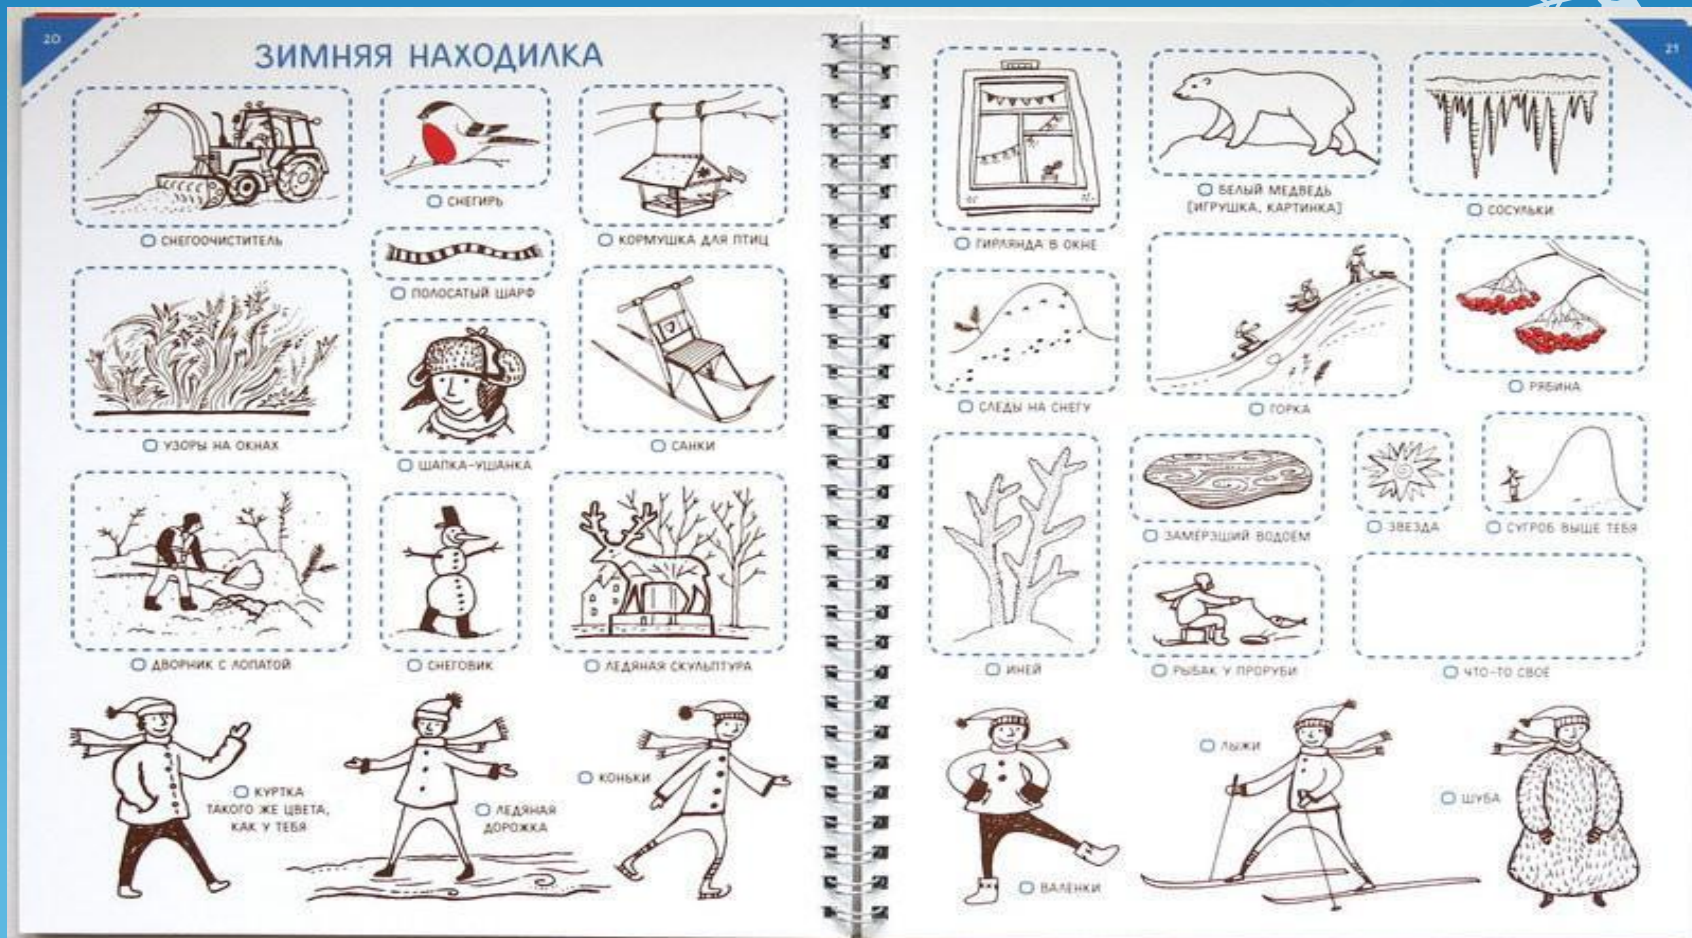 20
ЗИМНЯЯ НАХОДИЛКА
СНЕГООЧИСТИТЕЛЬ
СНЕГИРЬ
КОРМУШКА ДЛЯ ПТИЦ
ПОЛОСАТЫЙ ШАРФ
УЗОРЫ НА ОКНАХ
ШАПКА-УШАНКА
САНКИ
ДВОРНИК С ЛОПАТОЙ
СНЕГОВИК
ЛЕДЯНАЯ СКУЛЬПТУРА
КУРТКА
ТАКОГО ЖЕ ЦВЕТА,
КАК У ТЕБЯ
ЛЕДЯНАЯ
ДОРОЖКА
КОНЬКИ
21
ГИРЛЯНДА В ОКНЕ
БЕЛЫЙ МЕДВЕДЬ
[ИГРУШКА, КАРТИНКА]
СОСУЛЬКИ
СЛЕДЫ НА СНЕГУ
ГОРКА
РЯБИНА
ИНЕЙ
ЗАМЕРЗШИЙ ВОДОЕМ
ЗВЕЗДА
СУГРОБ ВЫШЕ ТЕБЯ
РЫБАК У ПРОРУБИ
ЧТО-ТО СВОЕ
ВАЛЕНКИ
ЛЫЖИ
ШУБА